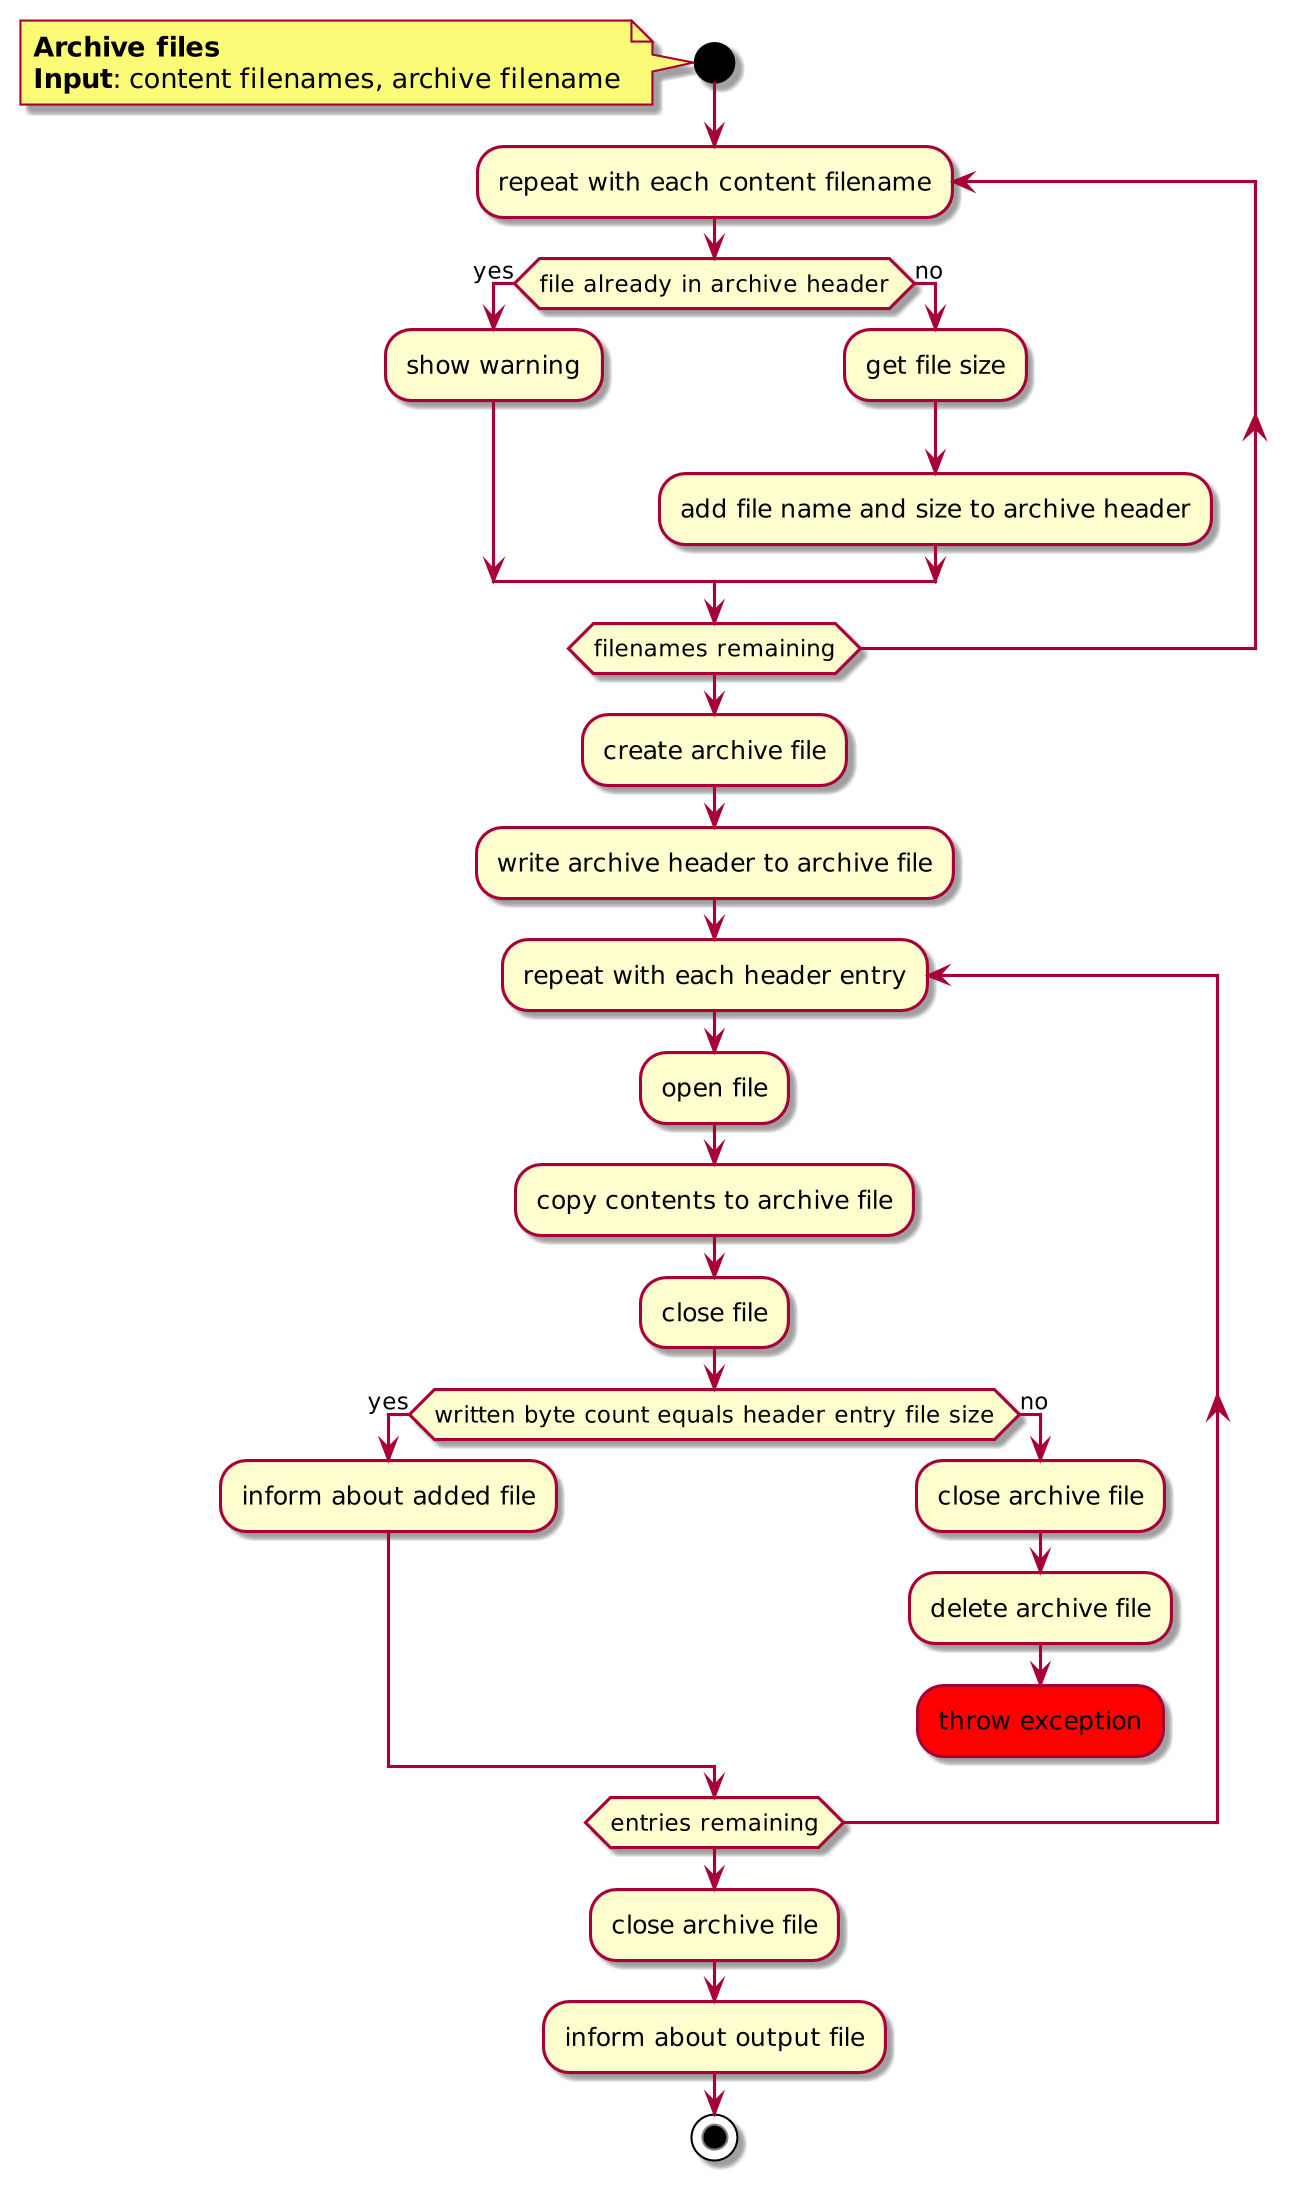 Archive files
Input: content filenames, archive filename
repeat with each content filename
yes
file already in archive header
no
show warning
get file size
add file name and size to archive header
filenames remaining
create archive file
write archive header to archive file
repeat with each header entry
open file
copy contents to archive file
close file
yes
written byte count equals header entry file size
no
inform about added file
close archive file
delete archive file
throw exception
entries remaining
close archive file
inform about output file